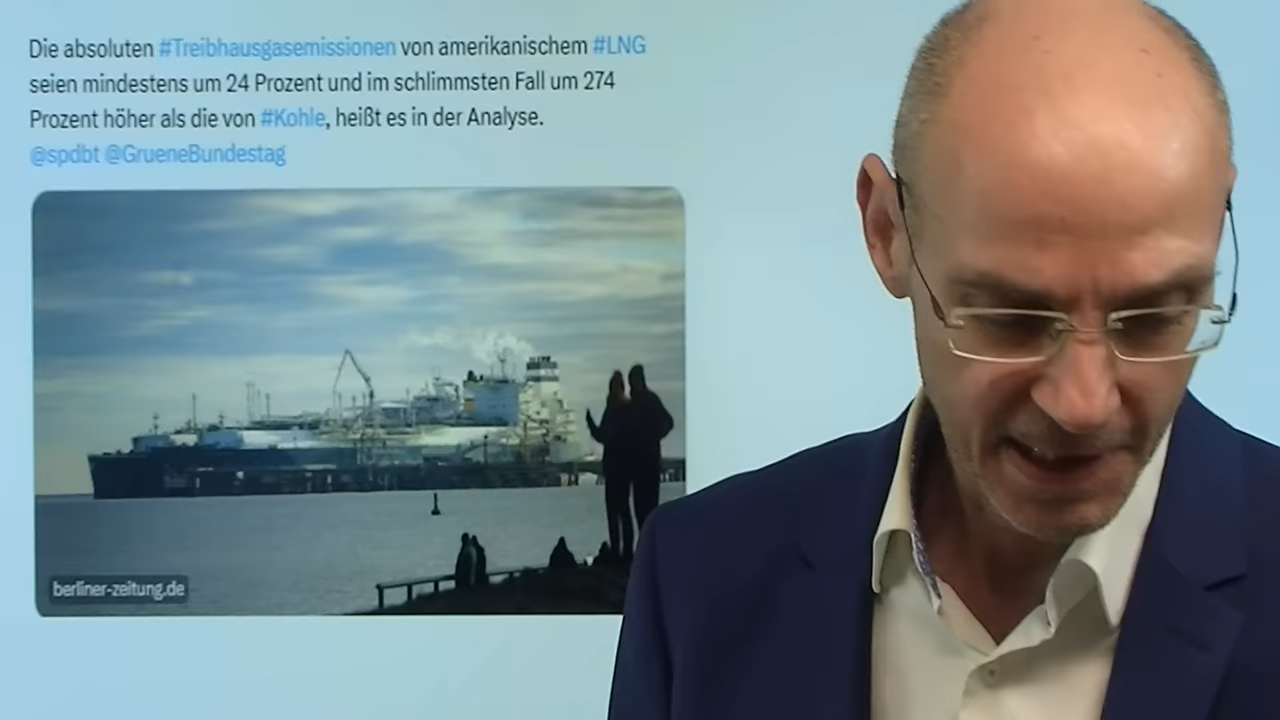 Die absoluten #Treibhausgasemissionen von amerikanischem #LNG
seien mindestens um 24 Prozent und im schlimmsten Fall um 274
Prozent höher als die von #Kohle, heißt es in der Analyse.
@spdbt @GrueneBundestag
berliner-zeitung.de